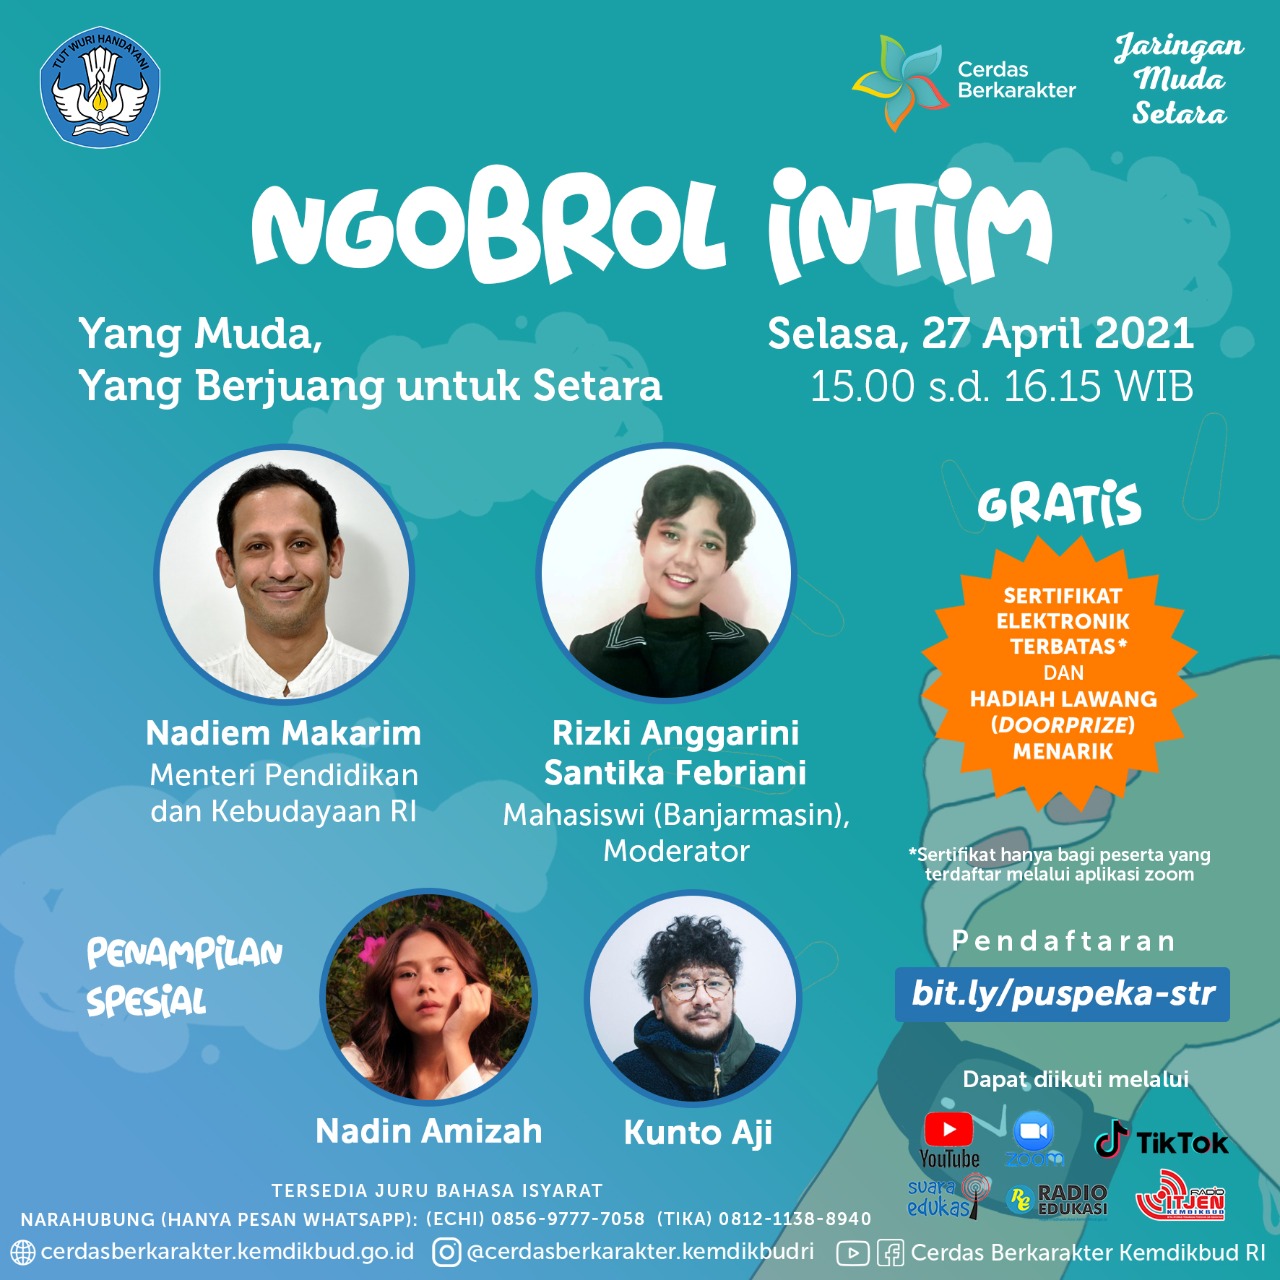 TUT WURI HANDAYANI
Cerdas
Berkarakter
Jaringan
Muda
Setara
NGOBROL INTIM
Yang Muda,
Yang Berjuang untuk Setara
Selasa, 27 April 2021
15.00 s.d. 16.15 WIB
Nadiem Makarim
Menteri Pendidikan
dan Kebudayaan RI
Rizki Anggarini
Santika Febriani
Mahasiswi (Banjarmasin),
Moderator
GRATIS
SERTIFIKAT
ELEKTRONIK
TERBATAS*
DAN
HADIAH LAWANG
(DOORPRIZE)
MENARIK
*Sertifikat hanya bagi peserta yang
terdaftar melalui aplikasi zoom
PENAMPILAN
SPESIAL
Nadin Amizah
Kunto Aji
Pendaftaran
bit.ly/puspeka-str
Dapat diikuti melalui
YouTube
zoom
TikTok
suara
edukasi
Re RADIO
EDUKASI
RADIO
ITJEN
KEMDIKBUD
TERSEDIA JURU BAHASA ISYARAT
NARAHUBUNG (HANYA PESAN WHATSAPP): (ECHI) 0856-9777-7058 (TIKA) 0812-1138-8940
cerdasberkarakter.kemdikbud.go.id @cerdasberkarakter.kemdikbudri Cerdas Berkarakter Kemdikbud RI